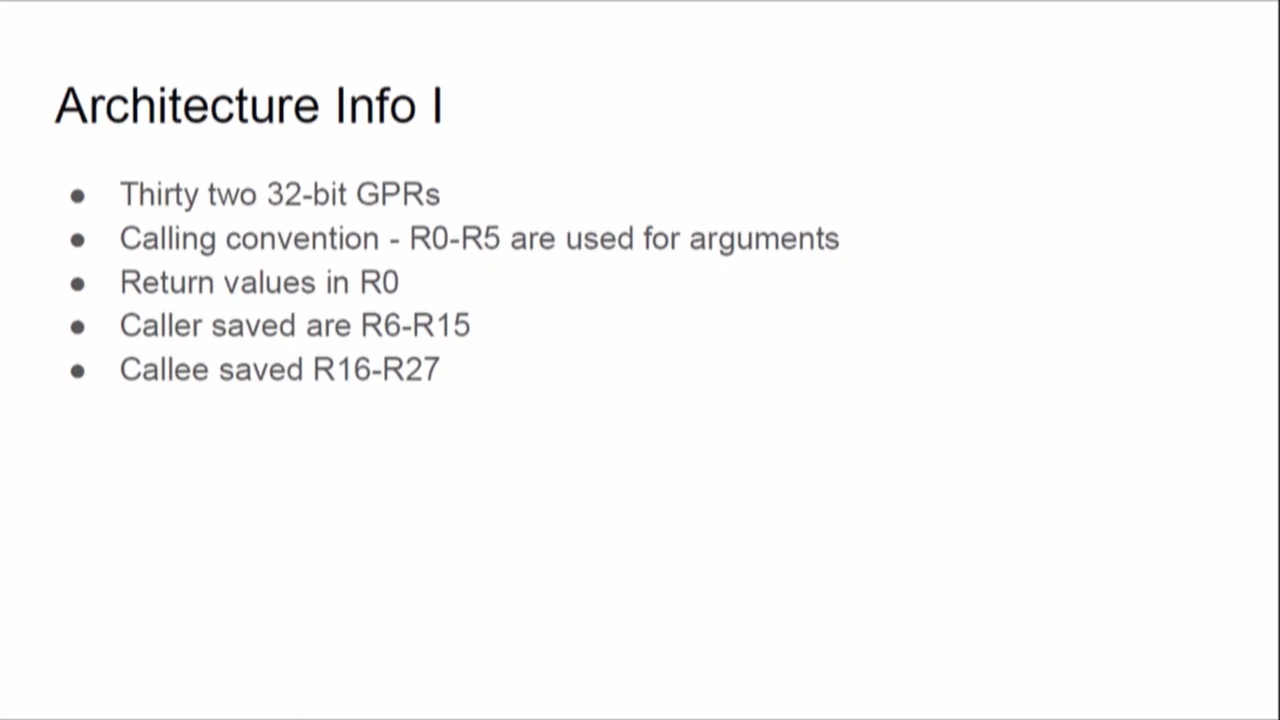 Architecture Info I
● Thirty two 32-bit GPRs
● Calling convention - R0-R5 are used for arguments
● Return values in R0
● Caller saved are R6-R15
● Callee saved R16-R27